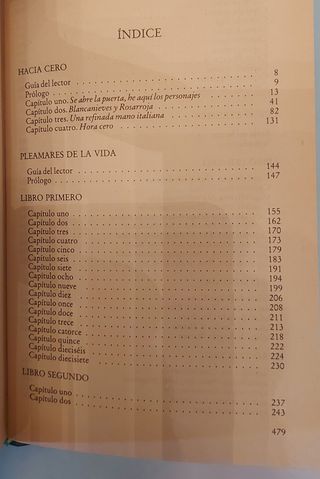 ÍNDICE
HACIA CERO
Guía del lector 8
Prólogo 9
Capítulo uno. Se abre la puerta, he aquí los personajes 13
Capítulo dos. Blancanieves y Rosarroja 41
Capítulo tres. Una refinada mano italiana 82
Capítulo cuatro. Hora cero 131
PLEAMARES DE LA VIDA
Guía del lector 144
Prólogo 147
LIBRO PRIMERO
Capítulo uno 155
Capítulo dos 162
Capítulo tres 170
Capítulo cuatro 173
Capítulo cinco 179
Capítulo seis 183
Capítulo siete 191
Capítulo ocho 194
Capítulo nueve 199
Capítulo diez 206
Capítulo once 208
Capítulo doce 211
Capítulo trece 213
Capítulo catorce 218
Capítulo quince 222
Capítulo dieciséis 224
Capítulo diecisiete 230
LIBRO SEGUNDO
Capítulo uno 237
Capítulo dos 243
479